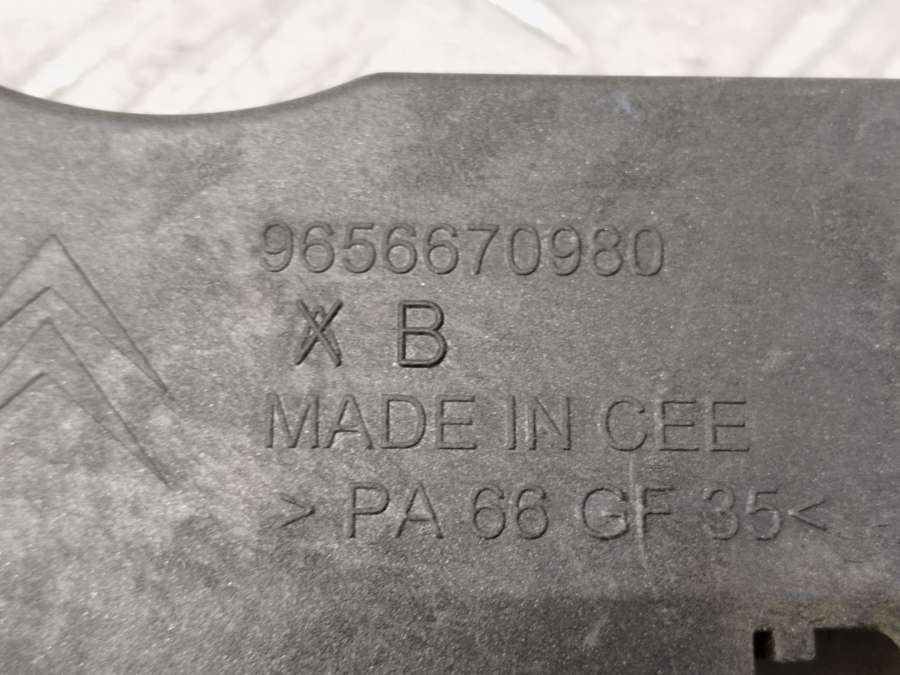 9656670980
X B
MADE IN CEE
> PA 66 GF 35<